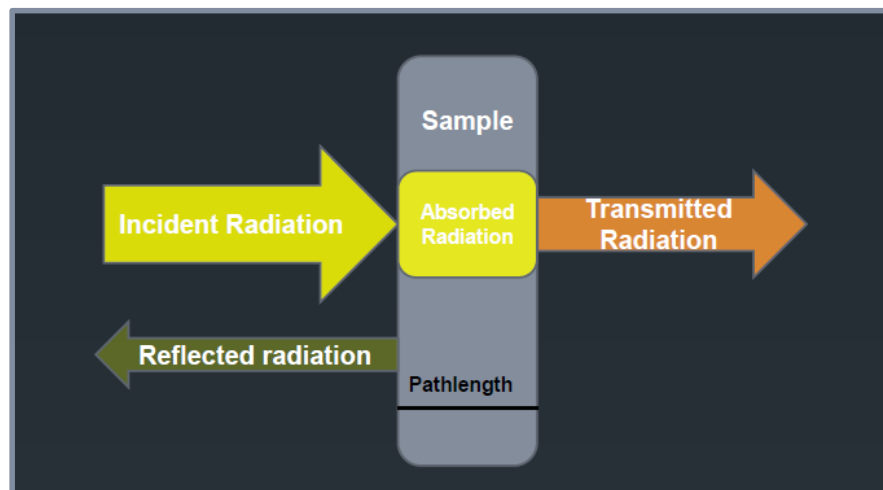 Sample
Incident Radiation
Absorbed
Radiation
Transmitted
Radiation
Reflected radiation
Pathlength